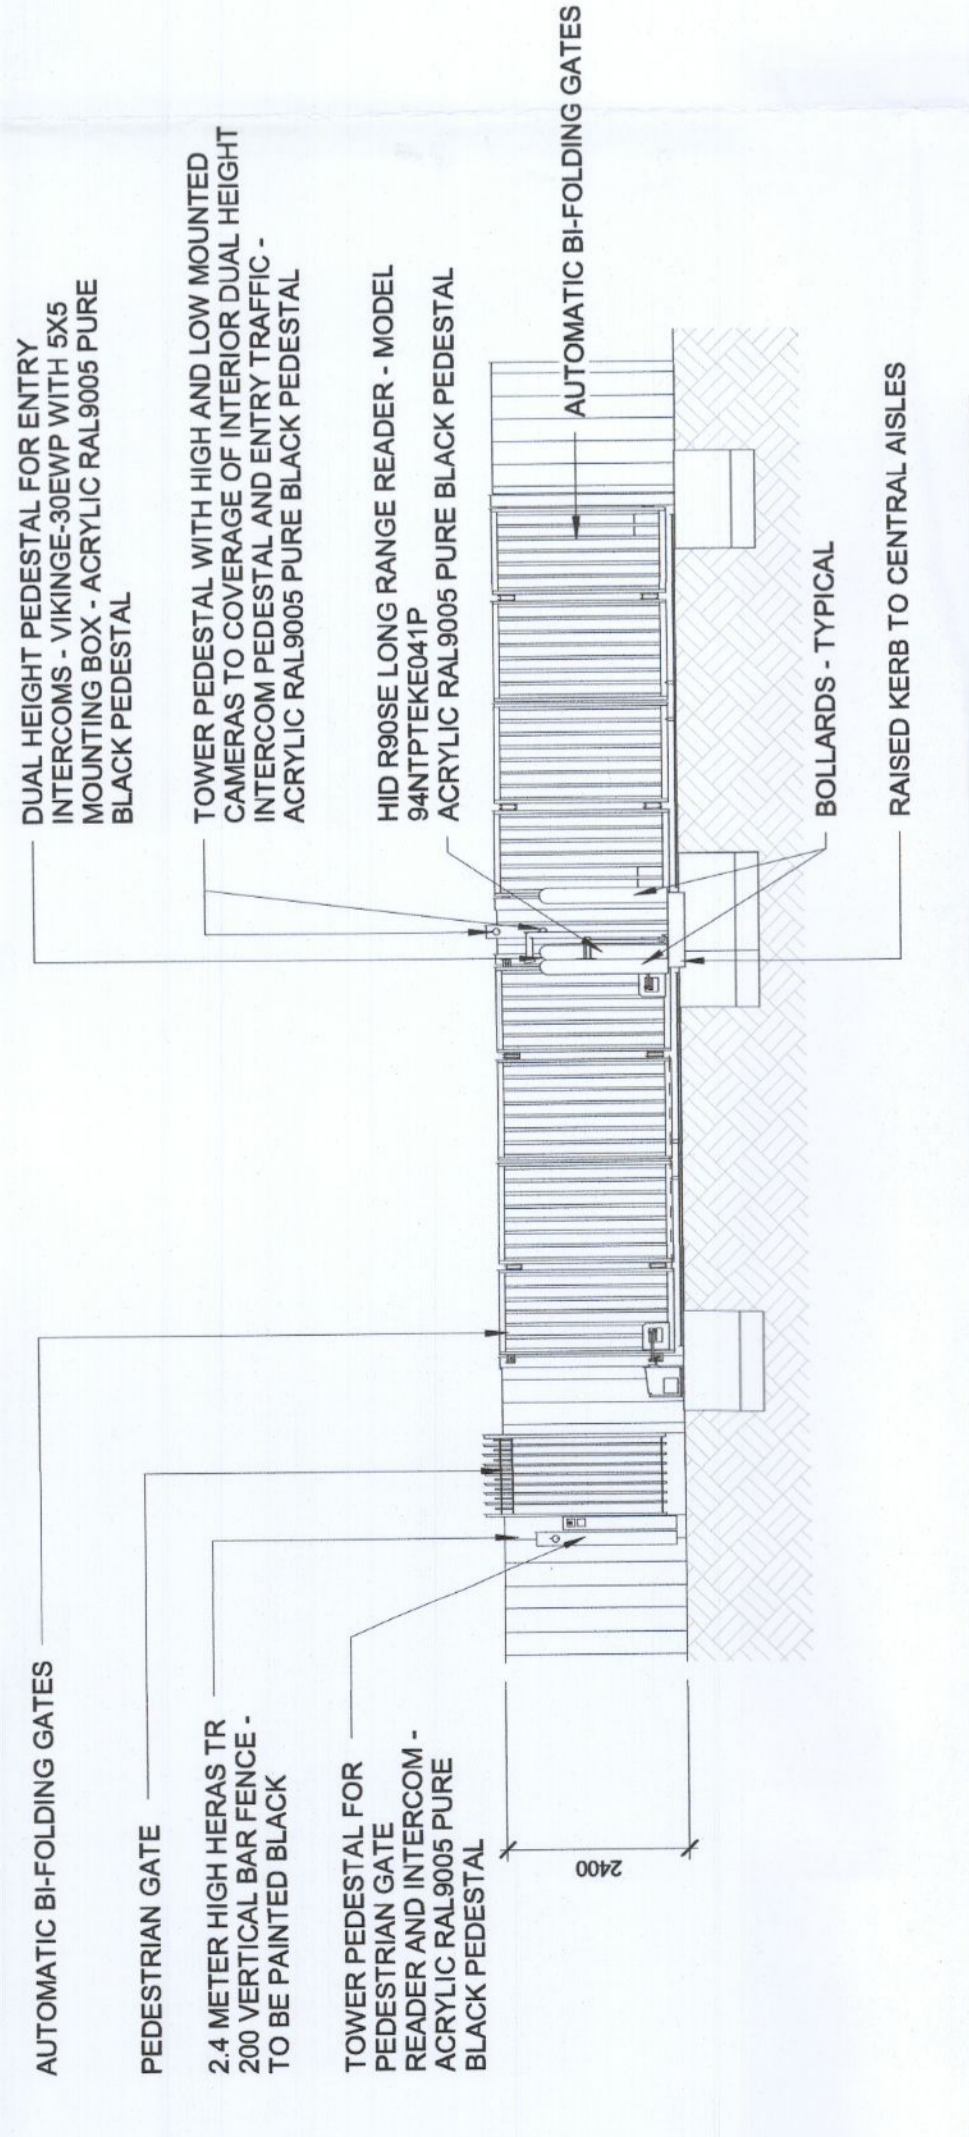 AUTOMATIC BI-FOLDING GATES
PEDESTRIAN GATE
2.4 METER HIGH HERAS TR
200 VERTICAL BAR FENCE -
TO BE PAINTED BLACK
TOWER PEDESTAL FOR
PEDESTRIAN GATE
READER AND INTERCOM -
ACRYLIC RAL9005 PURE
BLACK PEDESTAL
2400
DUAL HEIGHT PEDESTAL FOR ENTRY
INTERCOMS - VIKINGE-30EWP WITH 5X5
MOUNTING BOX - ACRYLIC RAL9005 PURE
BLACK PEDESTAL
TOWER PEDESTAL WITH HIGH AND LOW MOUNTED
CAMERAS TO COVERAGE OF INTERIOR DUAL HEIGHT
INTERCOM PEDESTAL AND ENTRY TRAFFIC -
ACRYLIC RAL9005 PURE BLACK PEDESTAL
HID R90SE LONG RANGE READER - MODEL
94NTPTEKE041P
ACRYLIC RAL9005 PURE BLACK PEDESTAL
AUTOMATIC BI-FOLDING GATES
BOLLARDS - TYPICAL
RAISED KERB TO CENTRAL AISLES